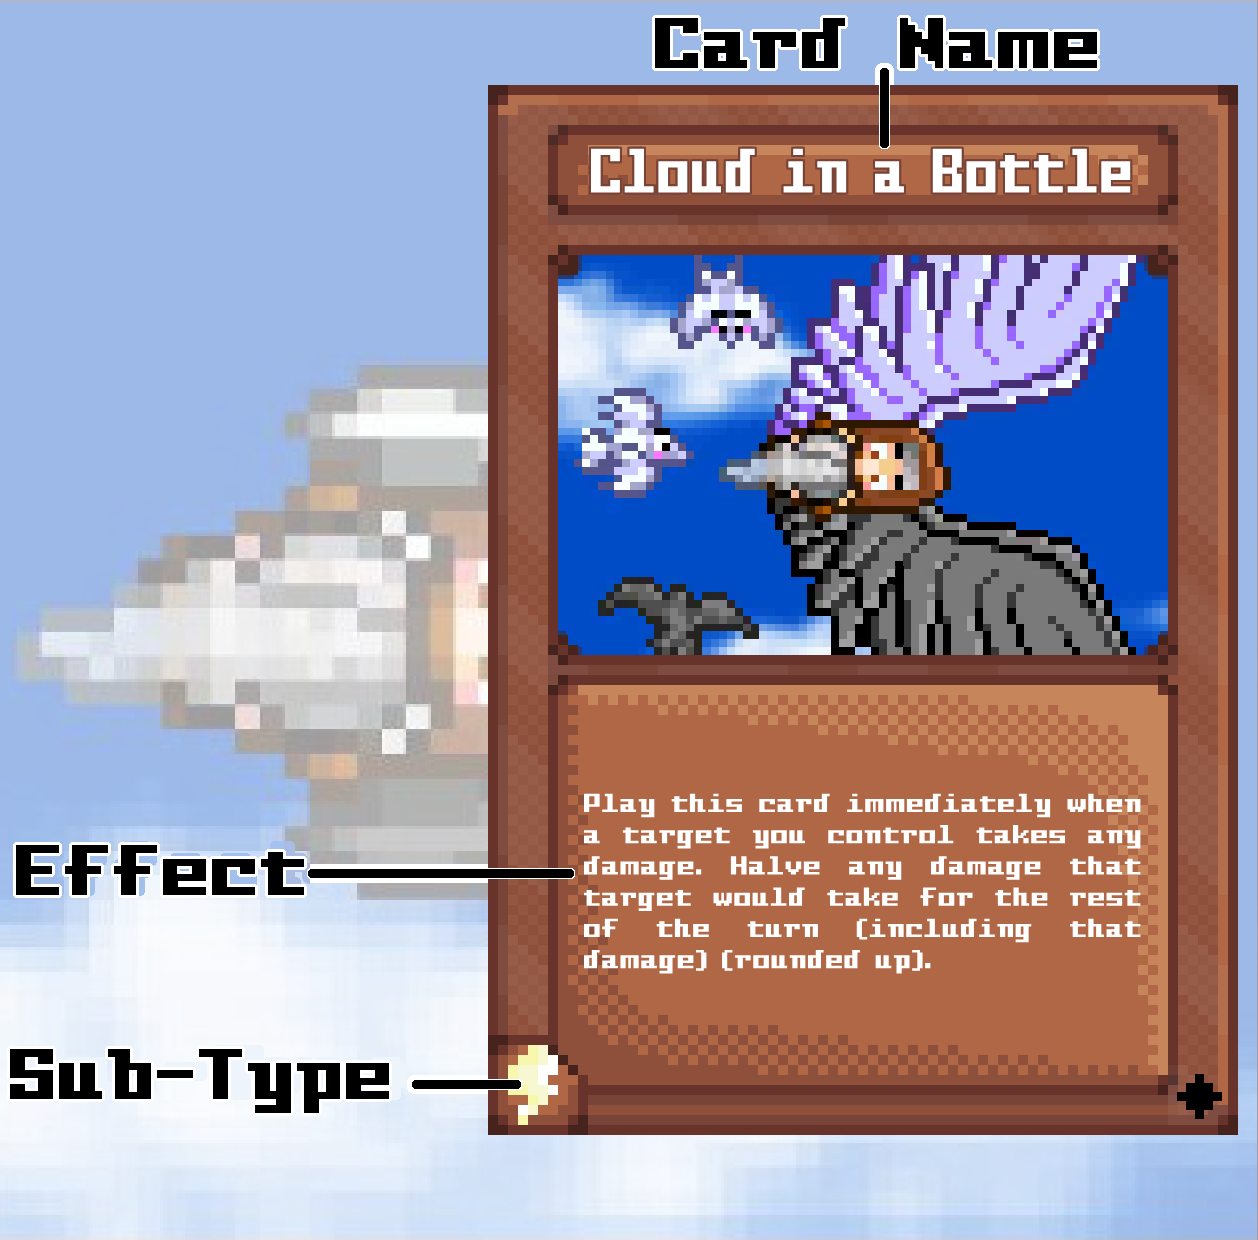 Card Name
Cloud in a Bottle
Play this card immediately when
a target you control takes any
damage. Halve any damage that
target would take for the rest
of the turn (including that
damage) (rounded up).
Effect
Sub-Type